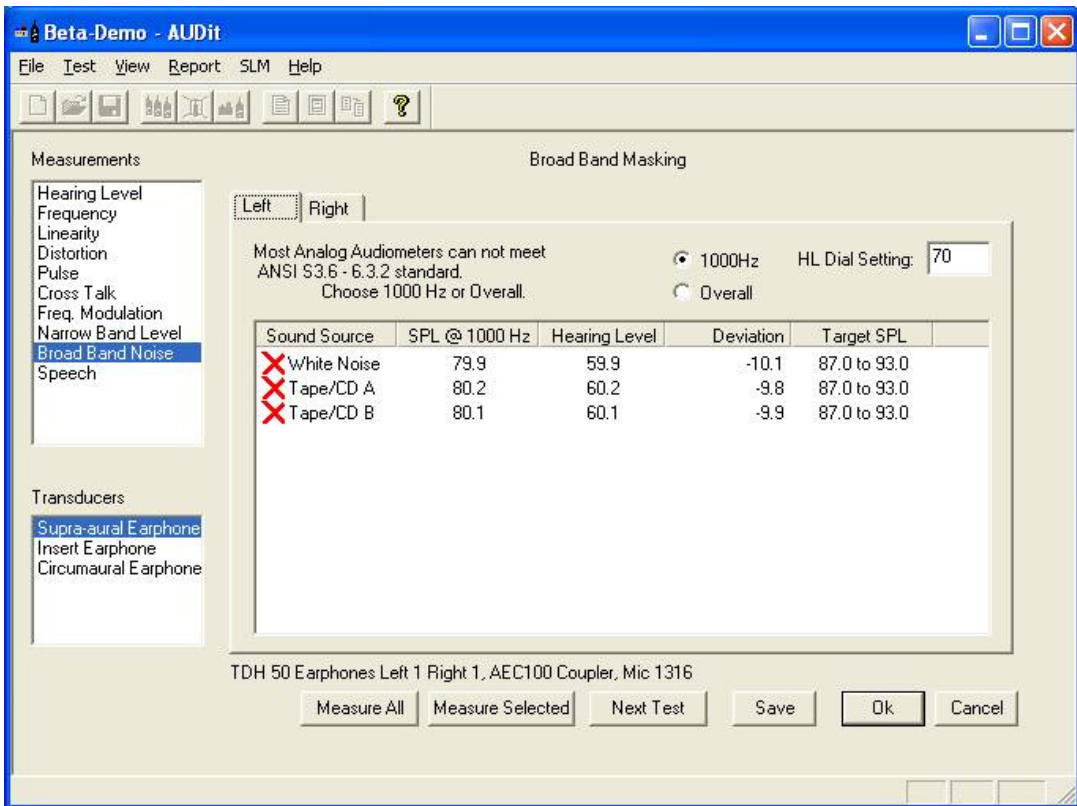 Beta-Demo - AUDit
File Test View Report SLM Help
Measurements
Hearing Level
Frequency
Linearity
Distortion
Pulse
Cross Talk
Freq. Modulation
Narrow Band Level
Broad Band Noise
Speech
Transducers
Supra-aural Earphone
Insert Earphone
Circumaural Earphone
Broad Band Masking
Left Right
Most Analog Audiometers can not meet
ANSI S3.6 - 6.3.2 standard.
Choose 1000 Hz or Overall.
1000Hz
Overall
HL Dial Setting: 70
Sound Source SPL @ 1000 Hz Hearing Level Deviation Target SPL
White Noise 79.9 59.9 -10.1 87.0 to 93.0
Tape/CD A 80.2 60.2 -9.8 87.0 to 93.0
Tape/CD B 80.1 60.1 -9.9 87.0 to 93.0
TDH 50 Earphones Left 1 Right 1, AEC100 Coupler, Mic 1316
Measure All Measure Selected Next Test Save Ok Cancel